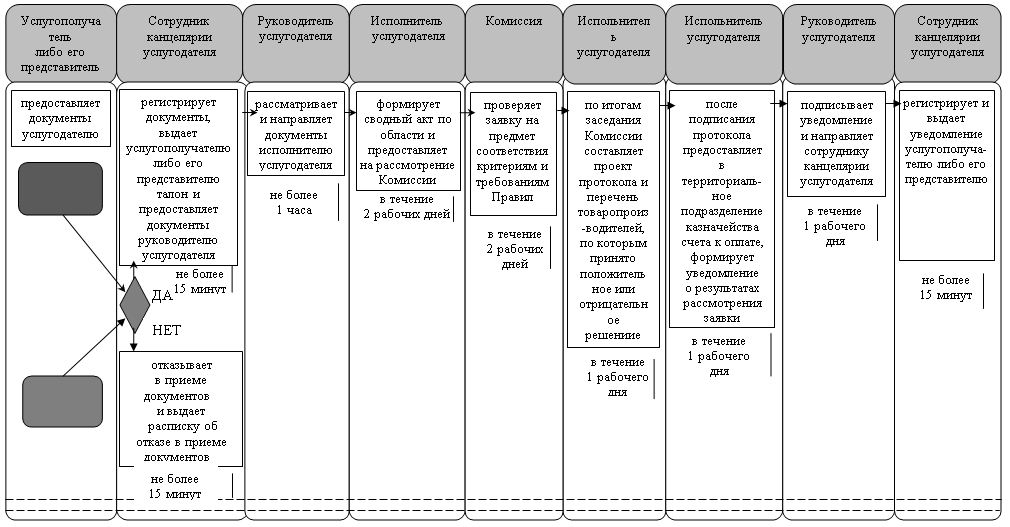 Услугополуча
тель
либо его
представитель
Сотрудник
канцелярии
услугодателя
Руководитель
услугодателя
Исполнитель
услугодателя
Комиссия
Испольнител
ь
услугодателя
Испольнитель
услугодателя
Руководитель
услугодателя
Сотрудник
канцелярии
услугодателя
предоставляет
документы
услугодателю
регистрирует
документы,
выдает
услугополучателю
либо его
представителю
талон и
предоставляет
документы
руководителю
услугодателя
не более
15 минут
ДА
НЕТ
отказывает
в приеме
документов
и выдает
расписку об
отказе в приеме
документов
не более
15 минут
рассматривает
и направляет
документы
исполнителю
услугодателя
не более
1 часа
формирует
сводный акт по
области и
предоставляет
на рассмотрение
Комиссии
в течение
2 рабочих дней
проверяет
заявку на
предмет
соответствия
критериям и
требованиям
Правил
в течение
2 рабочих
дней
по итогам
заседания
Комиссии
составляет
проект
протокола и
перечень
товаропроиз
-водителей,
по которым
принято
положитель
ное или
отрицательн
ое
решениие
в течение
1 рабочего
дня
после
подписания
протокола
предоставляет
в
территориаль-
ное
подразделение
казначейства
счета к оплате,
формирует
уведомление
о результатах
рассмотрения
заявки
в течение
1 рабочего
дня
подписывает
уведомление
и направляет
сотруднику
канцелярии
услугодателя
в течение
1 рабочего
дня
регистрирует и
выдает
уведомление
услугополуча-
телю либо его
представителю
не более
15 минут